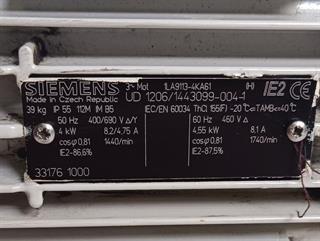 SIEMENS 3~ Mot 1LA9113-4KA61 (H) IE2 CE
Made in Czech Republic UD 1206/1443099-004-1
39 kg IP 55 112M IM B5 IEC/EN 60034 ThCl. 155(F) -20°C<=TAMB<=40°C
50 Hz 400/690 V Δ/Y 60 Hz 460 V Δ
4 kW 8,2/4,75 A 4,55 kW 8,1 A
cosφ 0,81 1440/min cosφ 0,81 1740/min
IE2-86,6% IE2-87,5%
33176 1000